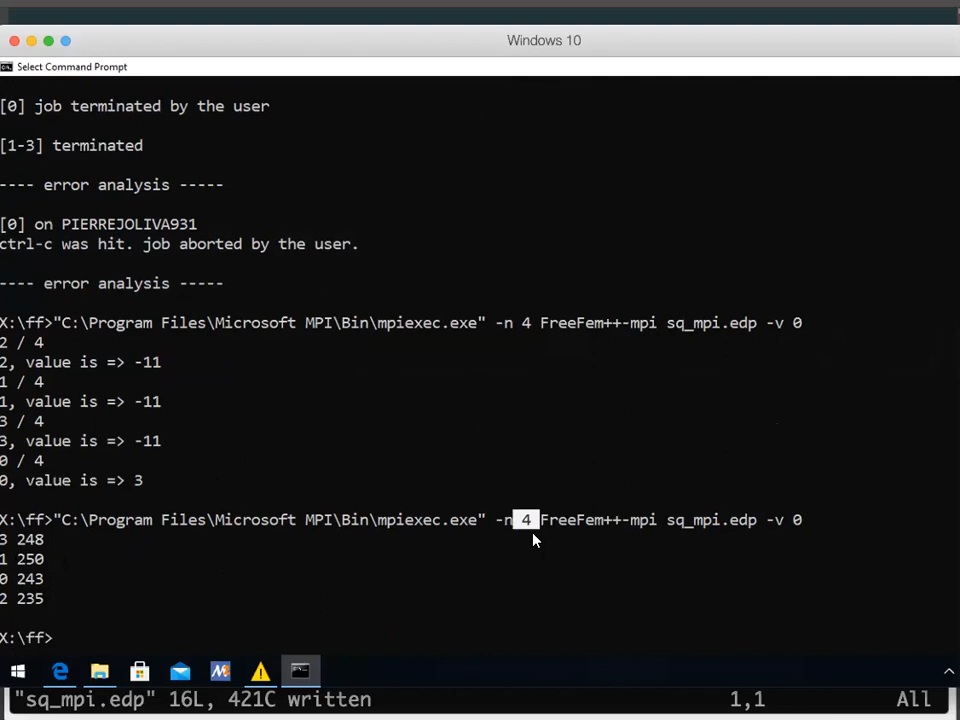 Windows 10
Select Command Prompt
[0] job terminated by the user
[1-3] terminated
---- error analysis -----
[0] on PIERREJOLIVA931
ctrl-c was hit. job aborted by the user.
---- error analysis -----
X:\ff>"C:\Program Files\Microsoft MPI\Bin\mpiexec.exe" -n 4 FreeFem++-mpi sq_mpi.edp -v 0
2 / 4
2, value is => -11
1 / 4
1, value is => -11
3 / 4
3, value is => -11
0 / 4
0, value is => 3
X:\ff>"C:\Program Files\Microsoft MPI\Bin\mpiexec.exe" -n 4 FreeFem++-mpi sq_mpi.edp -v 0
3 248
1 250
0 243
2 235
X:\ff>
"sq_mpi.edp" 16L, 421C written 1,1 All